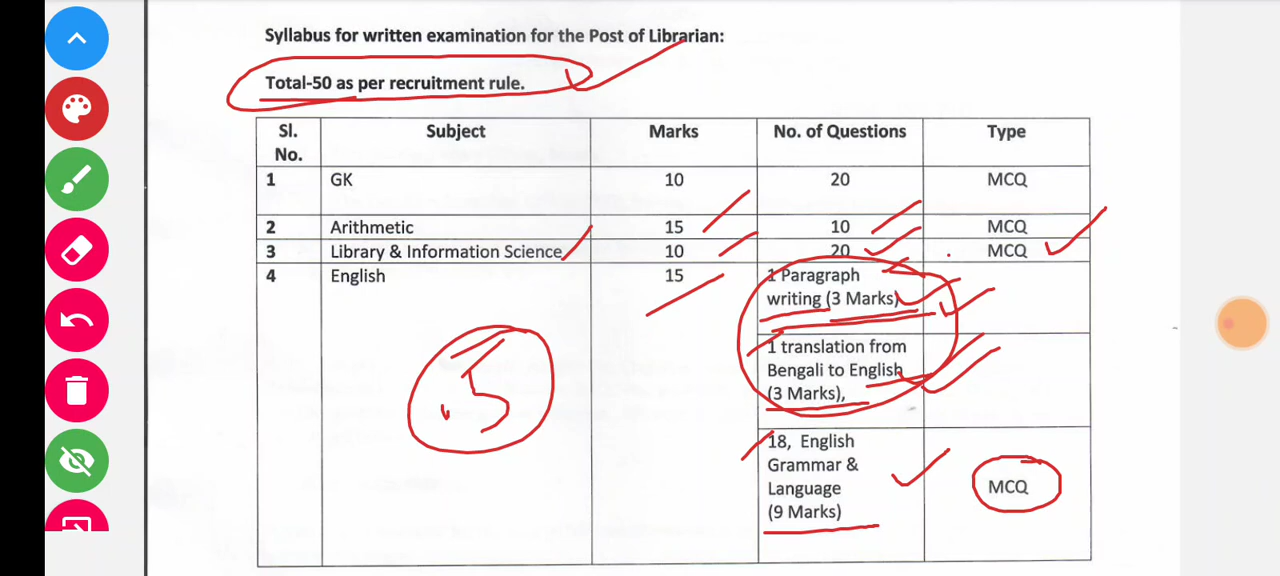 Syllabus for written examination for the Post of Librarian:
Total-50 as per recruitment rule.
Sl. No. Subject Marks No. of Questions Type
1 GK 10 20 MCQ
2 Arithmetic 15 10 MCQ
3 Library & Information Science 10 20 MCQ
4 English 15 1 Paragraph
writing (3 Marks)
1 translation from
Bengali to English
(3 Marks),
18, English
Grammar &
Language
(9 Marks)
MCQ
.5